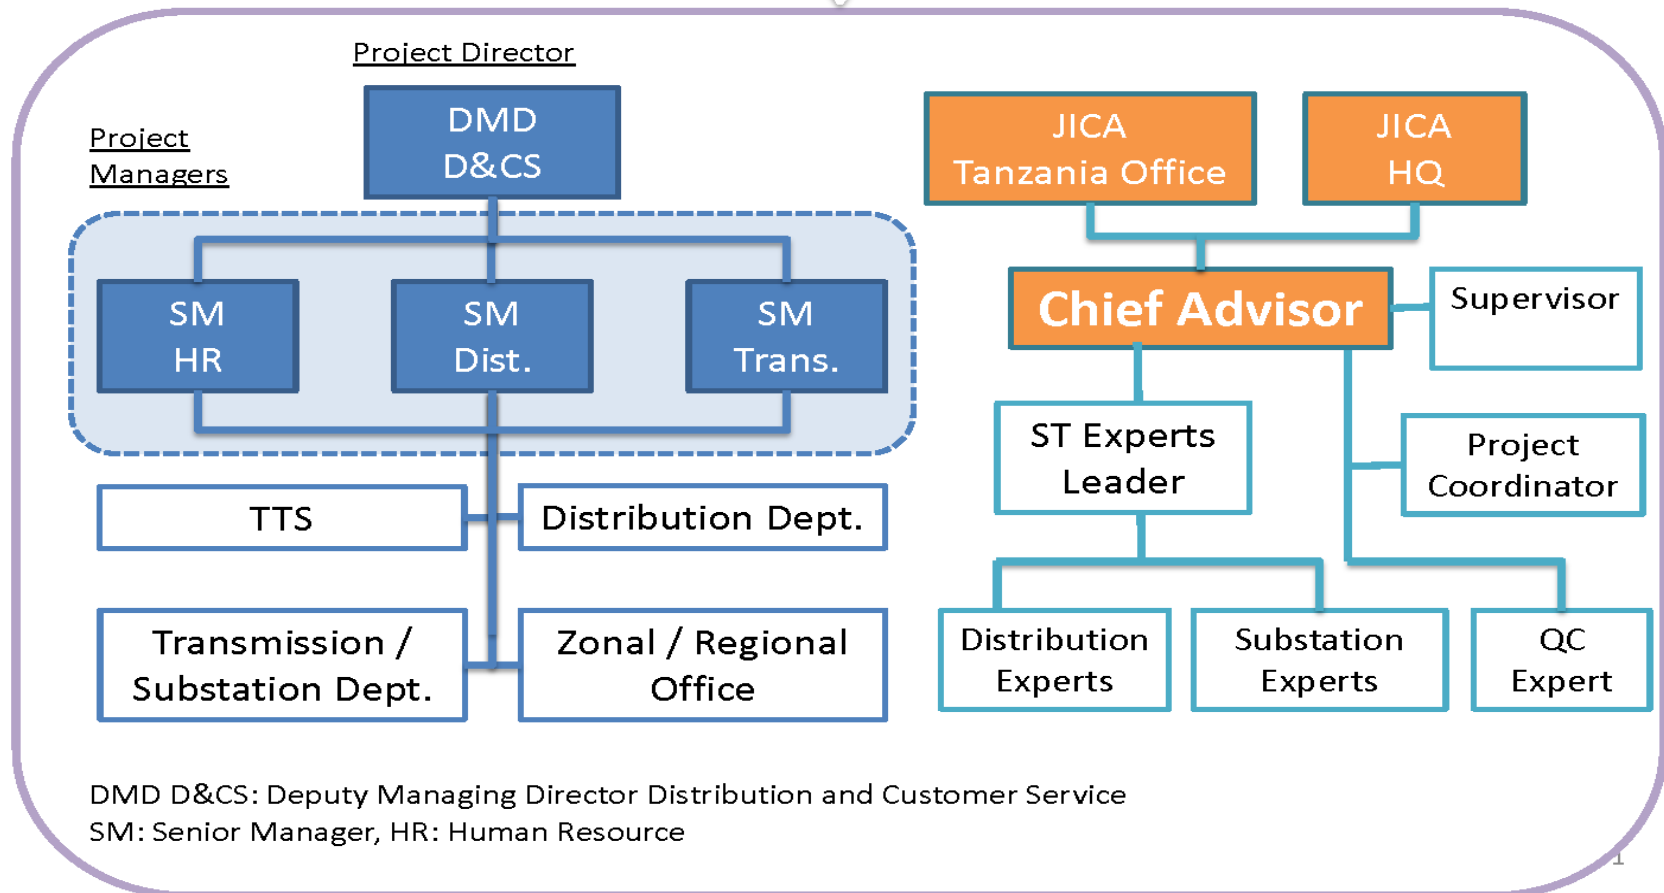 Project Director
Project
Managers
DMD
D&CS
SM
HR
SM
Dist.
SM
Trans.
TTS
Distribution Dept.
Transmission /
Substation Dept.
Zonal / Regional
Office
JICA
Tanzania Office
JICA
HQ
Chief Advisor
Supervisor
ST Experts
Leader
Project
Coordinator
Distribution
Experts
Substation
Experts
QC
Expert
DMD D&CS: Deputy Managing Director Distribution and Customer Service
SM: Senior Manager, HR: Human Resource
1